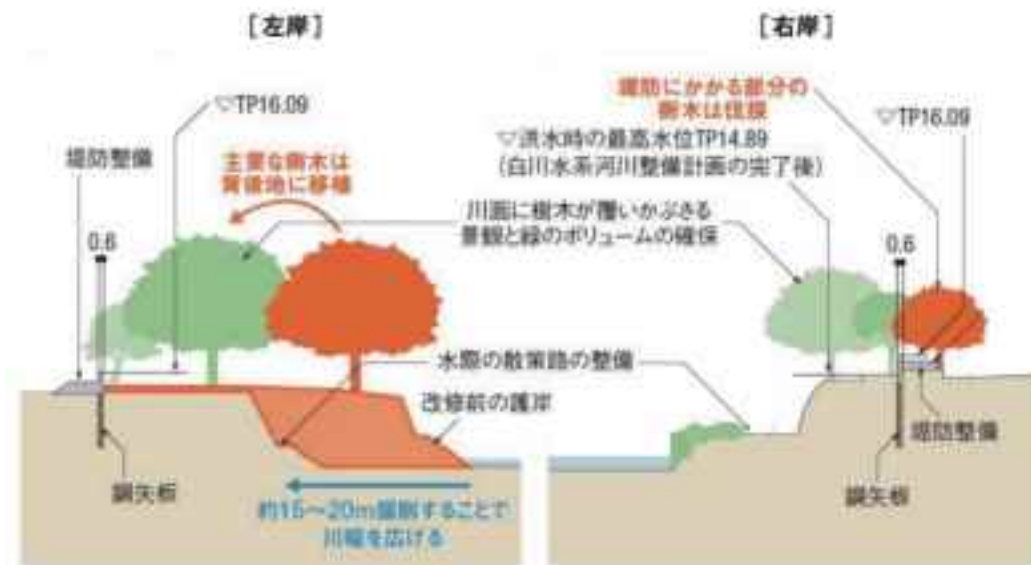 [左岸]
▽TP16.09
堤防整備
主要な樹木は
買値地に移植
0.6
川面に樹木が覆いかぶさる
景観と緑のボリュームの確保
水際の散策路の整備
改修前の護岸
鋼矢板
約15〜20m掘削することで
川幅を広げる
[右岸]
堤防にかかる部分の
樹木は伐採
▽TP16.09
▽洪水時の最高水位TP14.89
(白川水系河川整備計画の完了後)
0.6
堤防整備
鋼矢板